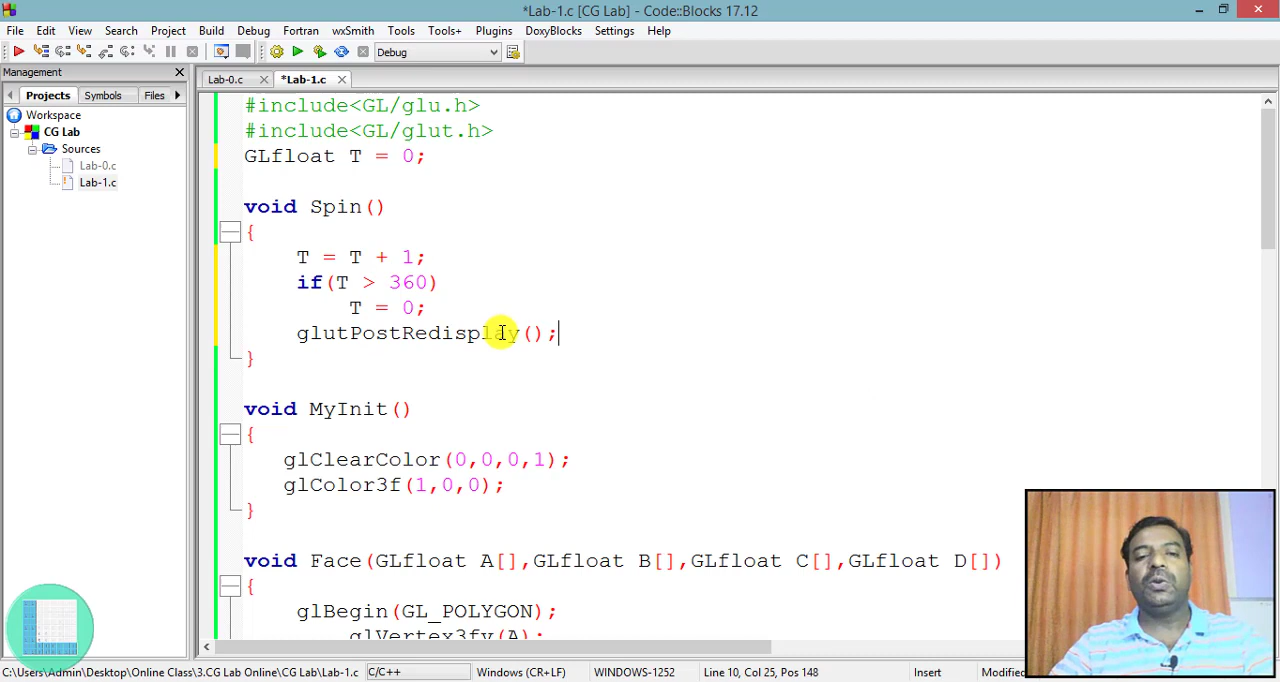 *Lab-1.c [CG Lab] - Code::Blocks 17.12
File Edit View Search Project Build Debug Fortran wxSmith Tools Tools+ Plugins DoxyBlocks Settings Help
Debug
Management
Projects Symbols Files
Workspace
CG Lab
Sources
Lab-0.c
Lab-1.c
Lab-0.c *Lab-1.c
#include<GL/glu.h>
#include<GL/glut.h>
GLfloat T = 0;
void Spin()
{
T = T + 1;
if(T > 360)
T = 0;
glutPostRedisplay();
}
void MyInit()
{
glClearColor(0,0,0,1);
glColor3f(1,0,0);
}
void Face(GLfloat A[],GLfloat B[],GLfloat C[],GLfloat D[])
{
glBegin(GL_POLYGON);
glVertex3fv(A);
C:\Users\Admin\Desktop\Online Class\3.CG Lab Online\CG Lab\Lab-1.c C/C++ Windows (CR+LF) WINDOWS-1252 Line 10, Col 25, Pos 148 Insert Modified